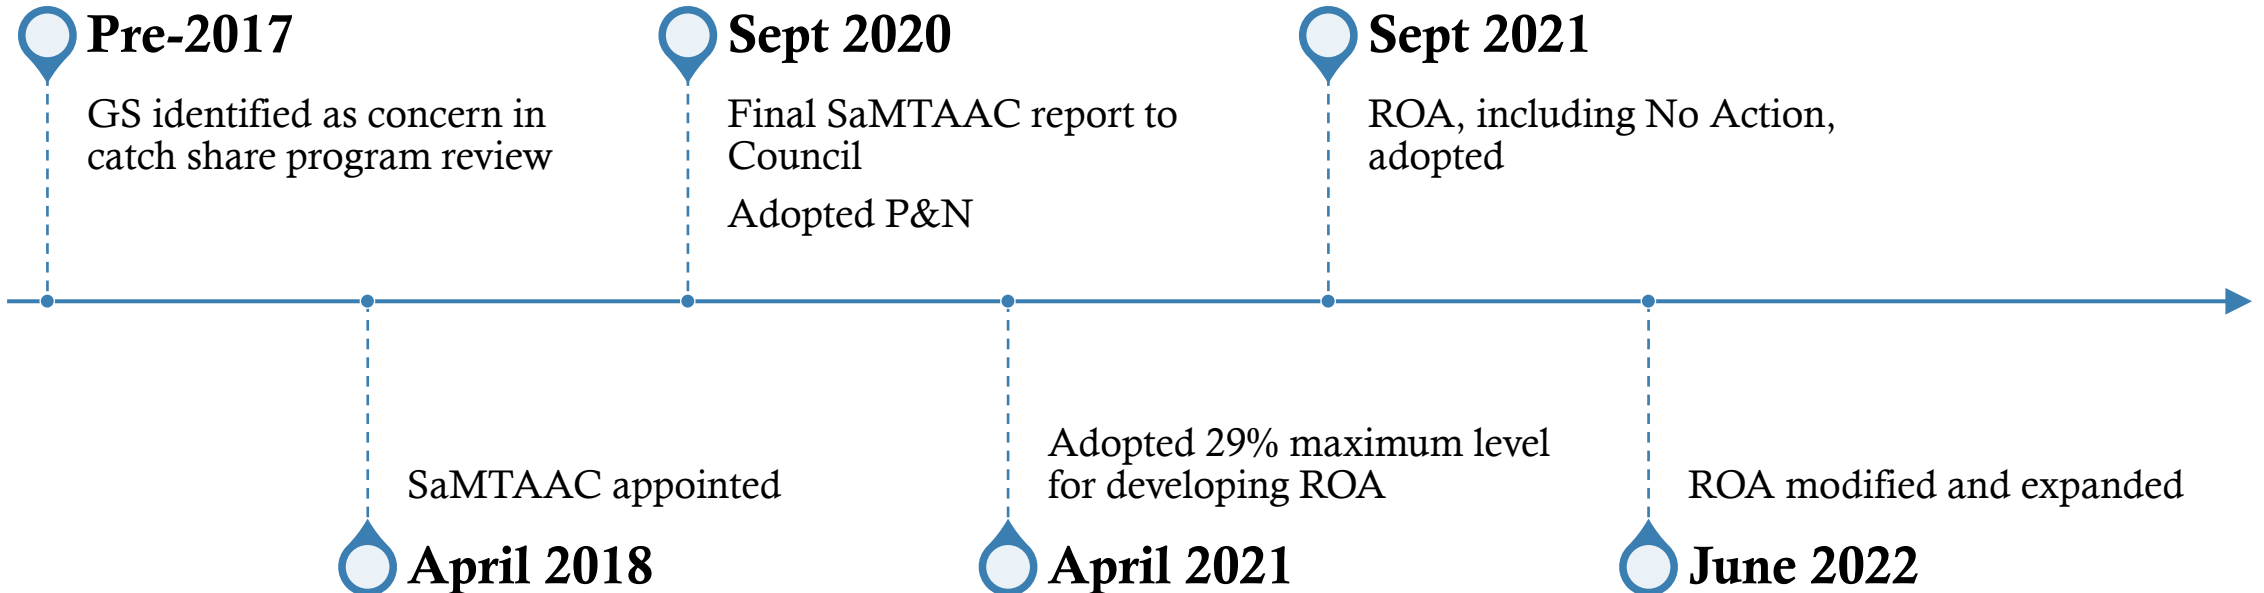 Pre-2017
GS identified as concern in
catch share program review
April 2018
SaMTAAC appointed
Sept 2020
Final SaMTAAC report to
Council
Adopted P&N
April 2021
Adopted 29% maximum level
for developing ROA
Sept 2021
ROA, including No Action,
adopted
June 2022
ROA modified and expanded